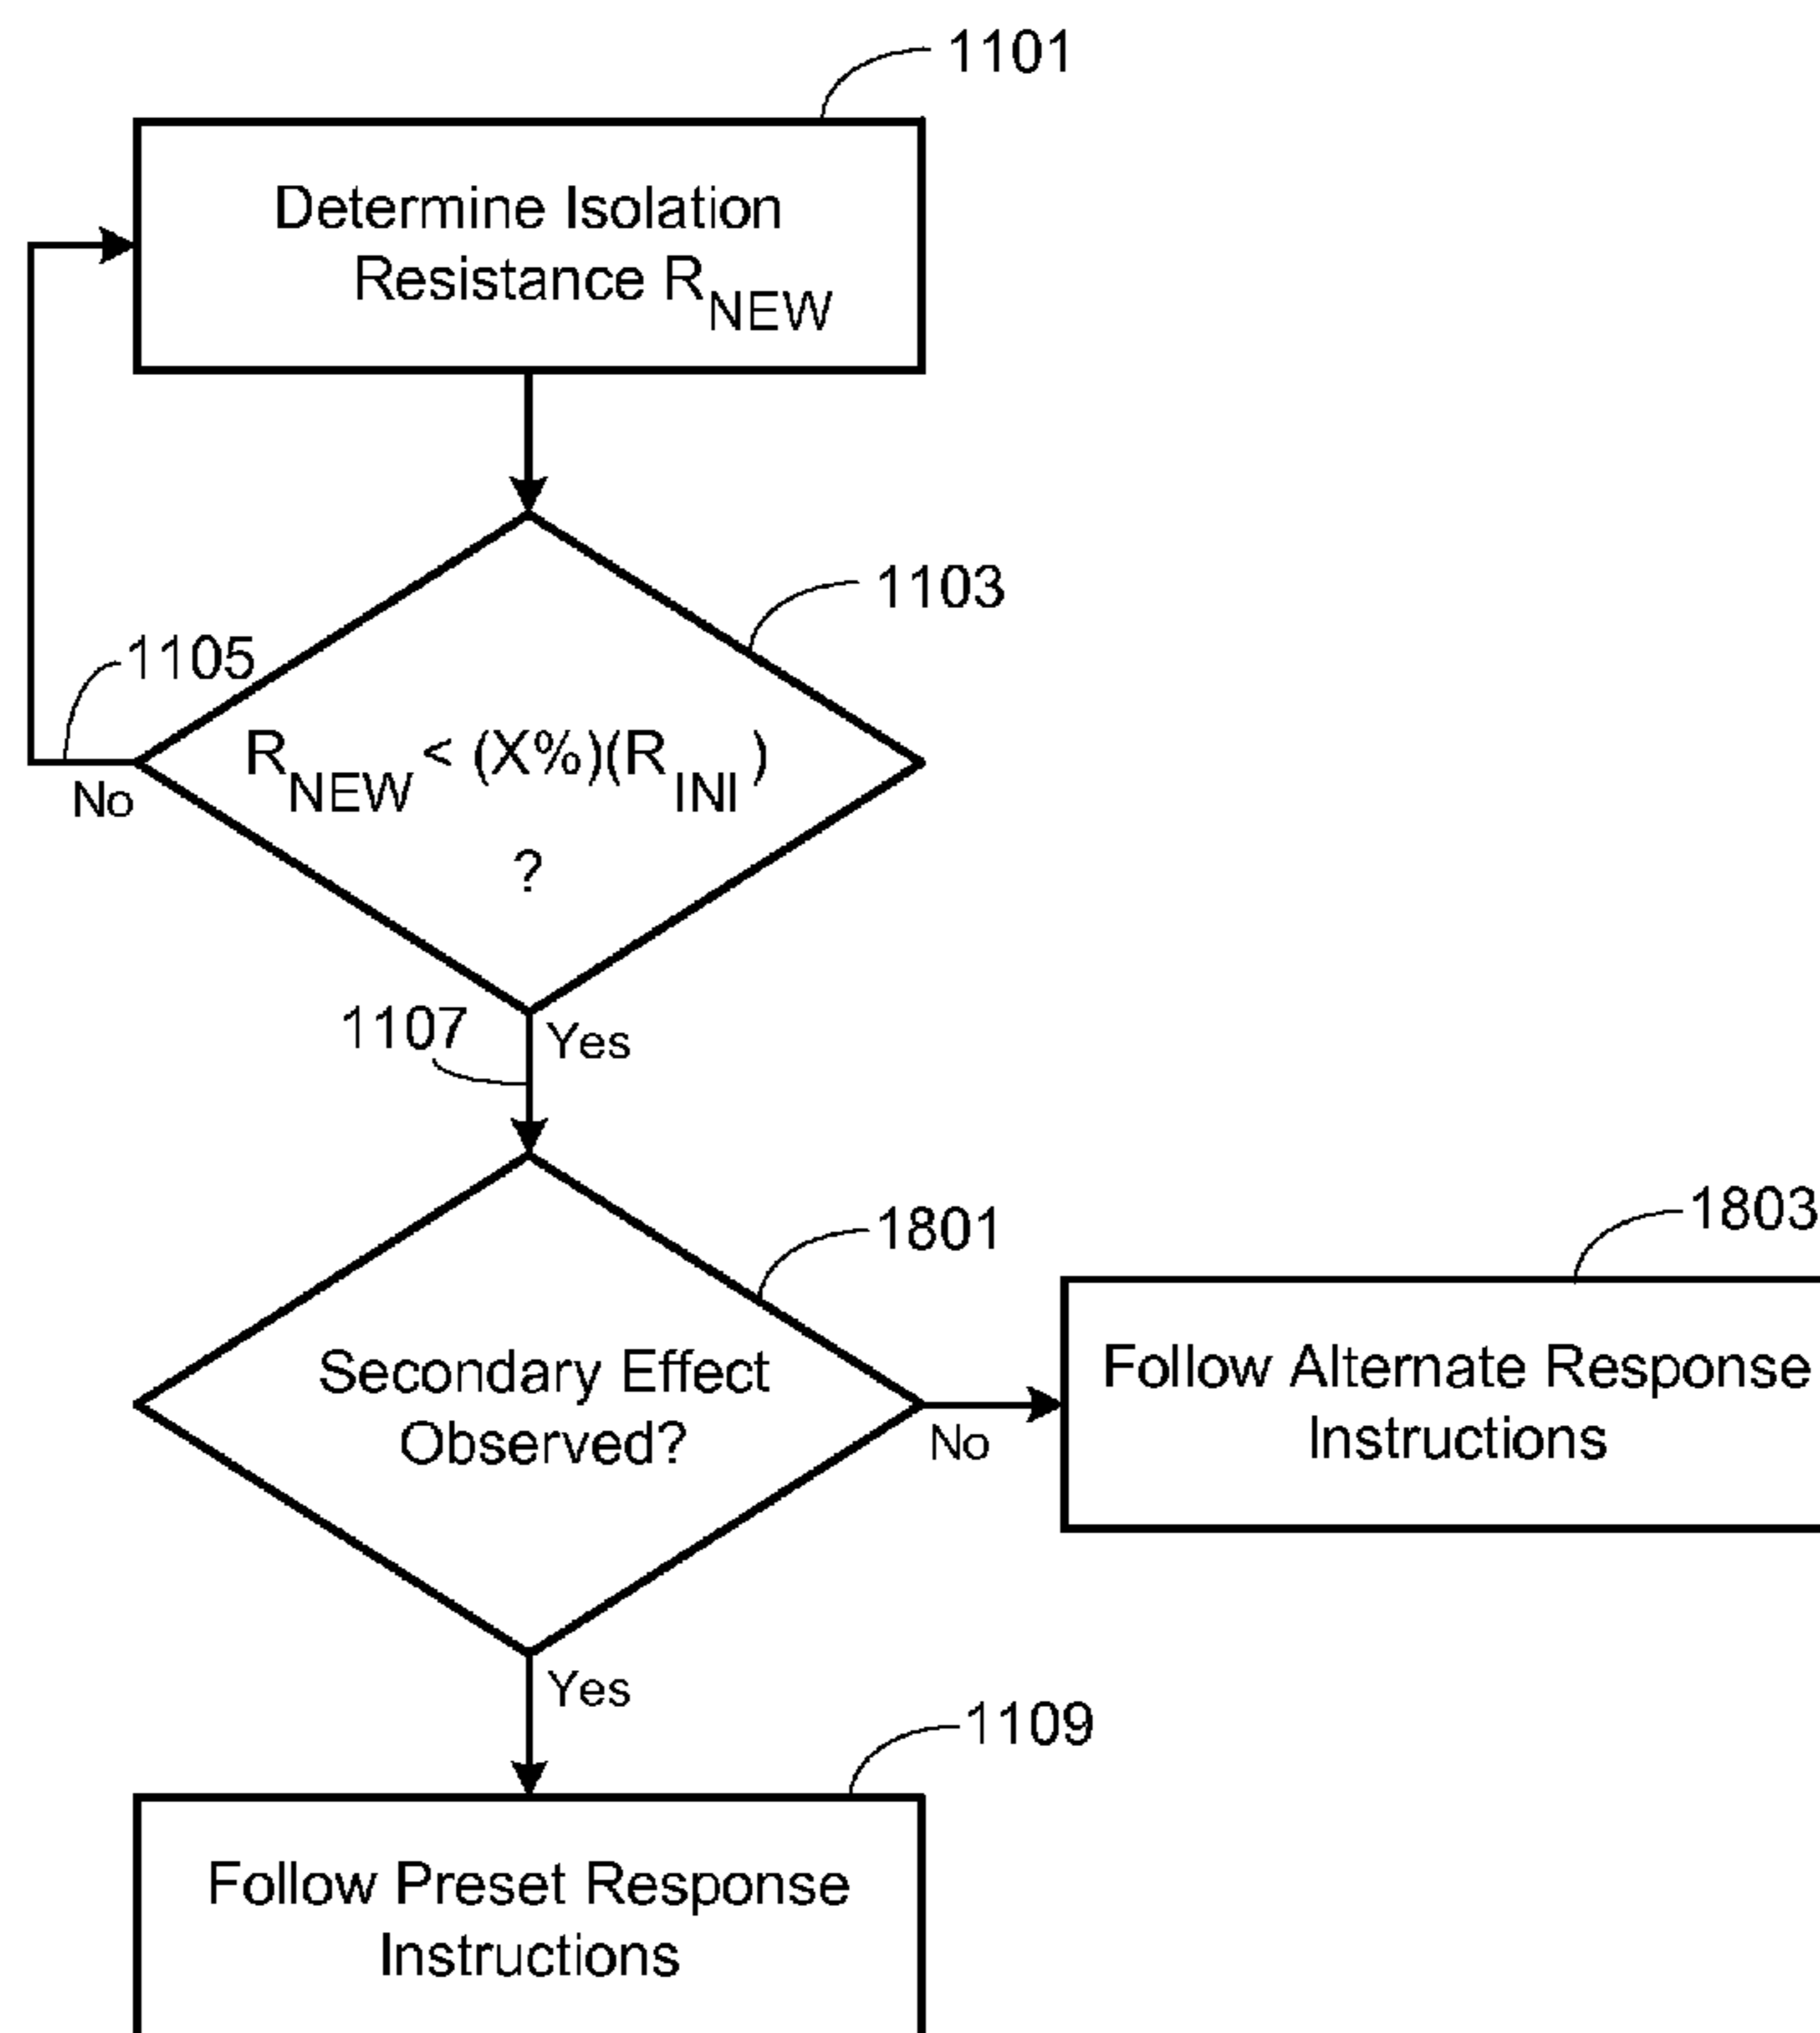 1101
Determine Isolation
Resistance R_NEW
1103
1105
R_NEW < (X%)(R_INI)
?
No
1107
Yes
1801
1803
Secondary Effect
Observed?
No
Follow Alternate Response
Instructions
Yes
1109
Follow Preset Response
Instructions